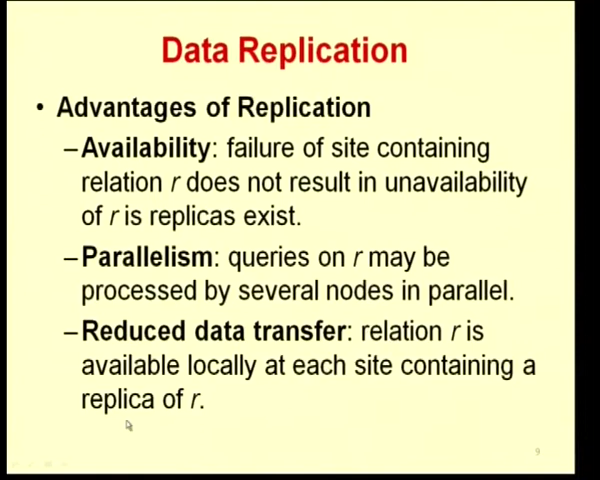 Data Replication
• Advantages of Replication
–Availability: failure of site containing
relation r does not result in unavailability
of r is replicas exist.
–Parallelism: queries on r may be
processed by several nodes in parallel.
–Reduced data transfer: relation r is
available locally at each site containing a
replica of r.
9